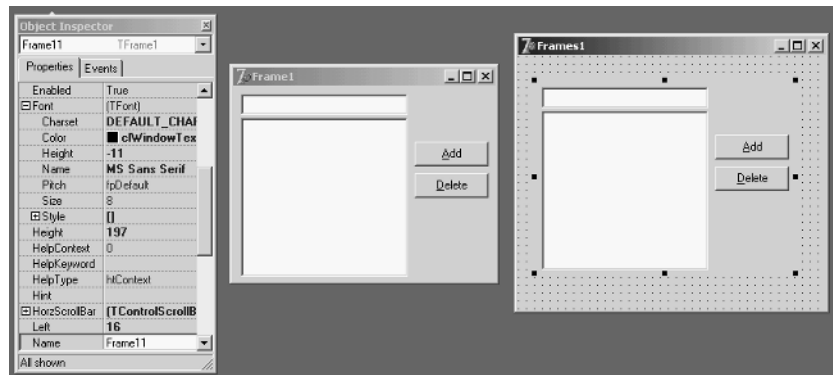 Object Inspector
Frame11 TFrame1
Properties Events
Enabled True
Font (TFont)
Charset DEFAULT_CHAR
Color clWindowTex
Height -11
Name MS Sans Serif
Pitch fpDefault
Size 8
Style []
Height 197
HelpContext 0
HelpKeyword
HelpType htContext
Hint
HorzScrollBar (TControlScrollB
Left 16
Name Frame11
All shown
7 Frame1
Add
Delete
7 Frames1
Add
Delete